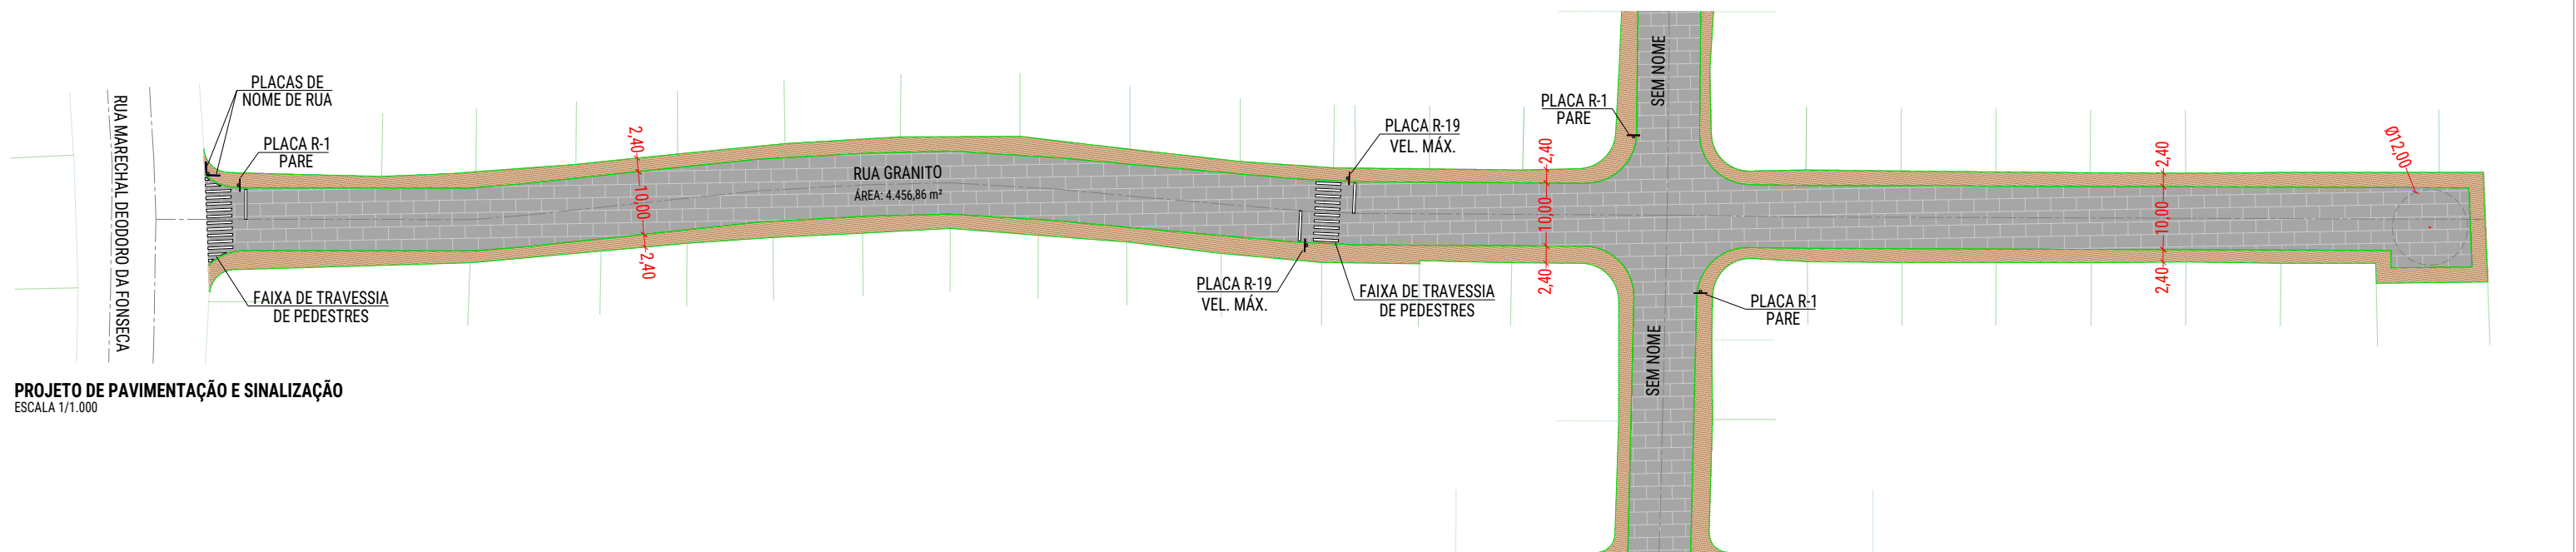 RUA MARECHAL DEODORO DA FONSECA
PLACAS DE
NOME DE RUA
PLACA R-1
PARE
FAIXA DE TRAVESSIA
DE PEDESTRES
2,40
10,00
2,40
RUA GRANITO
ÁREA: 4.456,86 m²
PLACA R-19
VEL. MÁX.
PLACA R-19
VEL. MÁX.
FAIXA DE TRAVESSIA
DE PEDESTRES
2,40
10,00
2,40
PLACA R-1
PARE
SEM NOME
SEM NOME
PLACA R-1
PARE
2,40
10,00
2,40
Ø12,00
PROJETO DE PAVIMENTAÇÃO E SINALIZAÇÃO
ESCALA 1/1.000